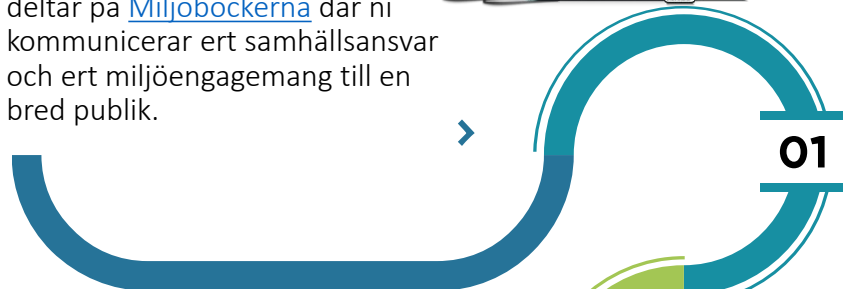 deltar på Miljöböckerna där ni
kommunicerar ert samhällsansvar
och ert miljöengagemang till en
bred publik.
01